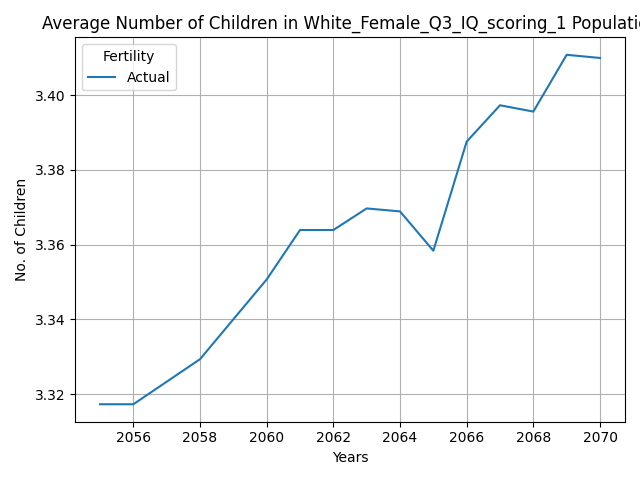 Average Number of Children in White_Female_Q3_IQ_scoring_1 Populatio
Fertility
Actual
No. of Children
3.40
3.38
3.36
3.34
3.32
2056 2058 2060 2062 2064 2066 2068 2070
Years